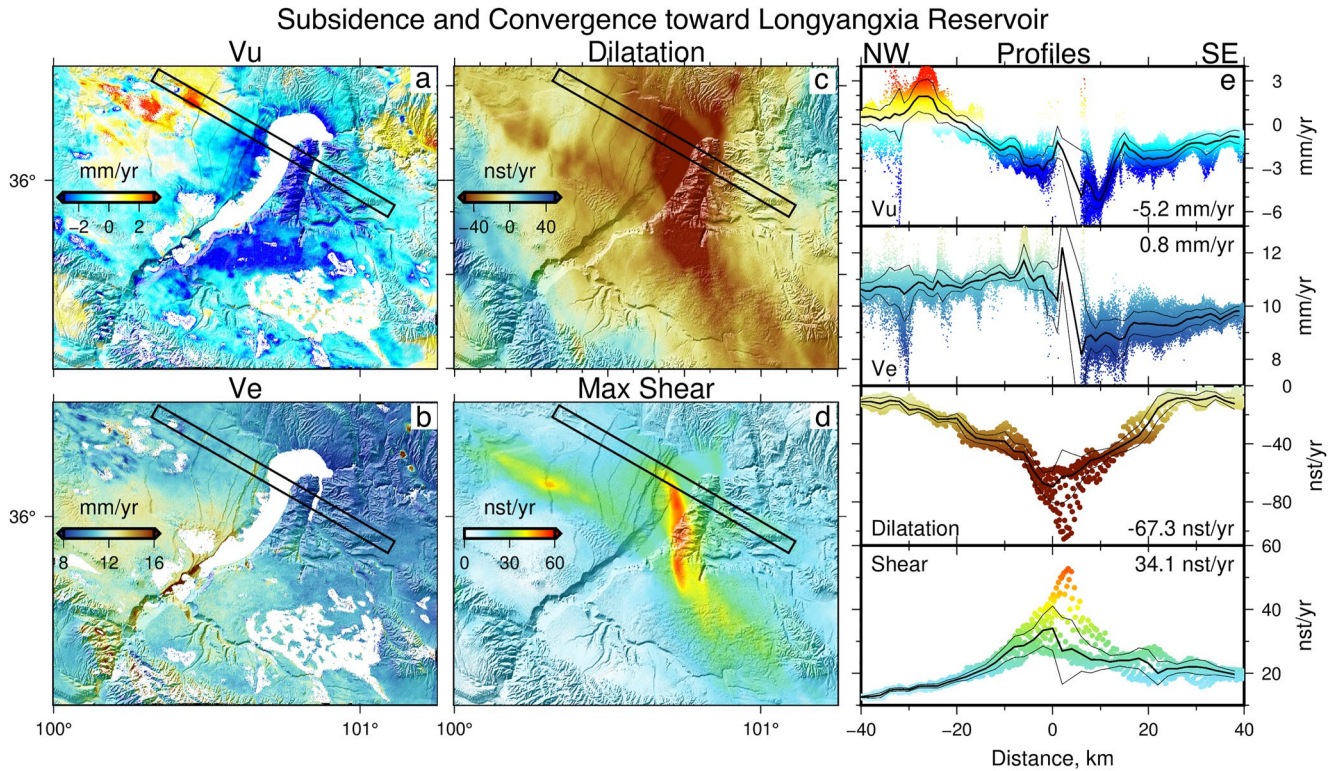 Subsidence and Convergence toward Longyangxia Reservoir
Vu
a
36°
mm/yr
−2 0 2
Dilatation
c
nst/yr
−40 0 40
NW Profiles SE
e
3
0
−3
−6
mm/yr
Vu
-5.2 mm/yr
0.8 mm/yr
12
10
8
mm/yr
Ve
Ve
b
36°
mm/yr
8 12 16
100° 101°
Max Shear
d
nst/yr
0 30 60
100° 101°
0
−40
−80
nst/yr
Dilatation
-67.3 nst/yr
60
40
20
nst/yr
Shear
34.1 nst/yr
−40 −20 0 20 40
Distance, km